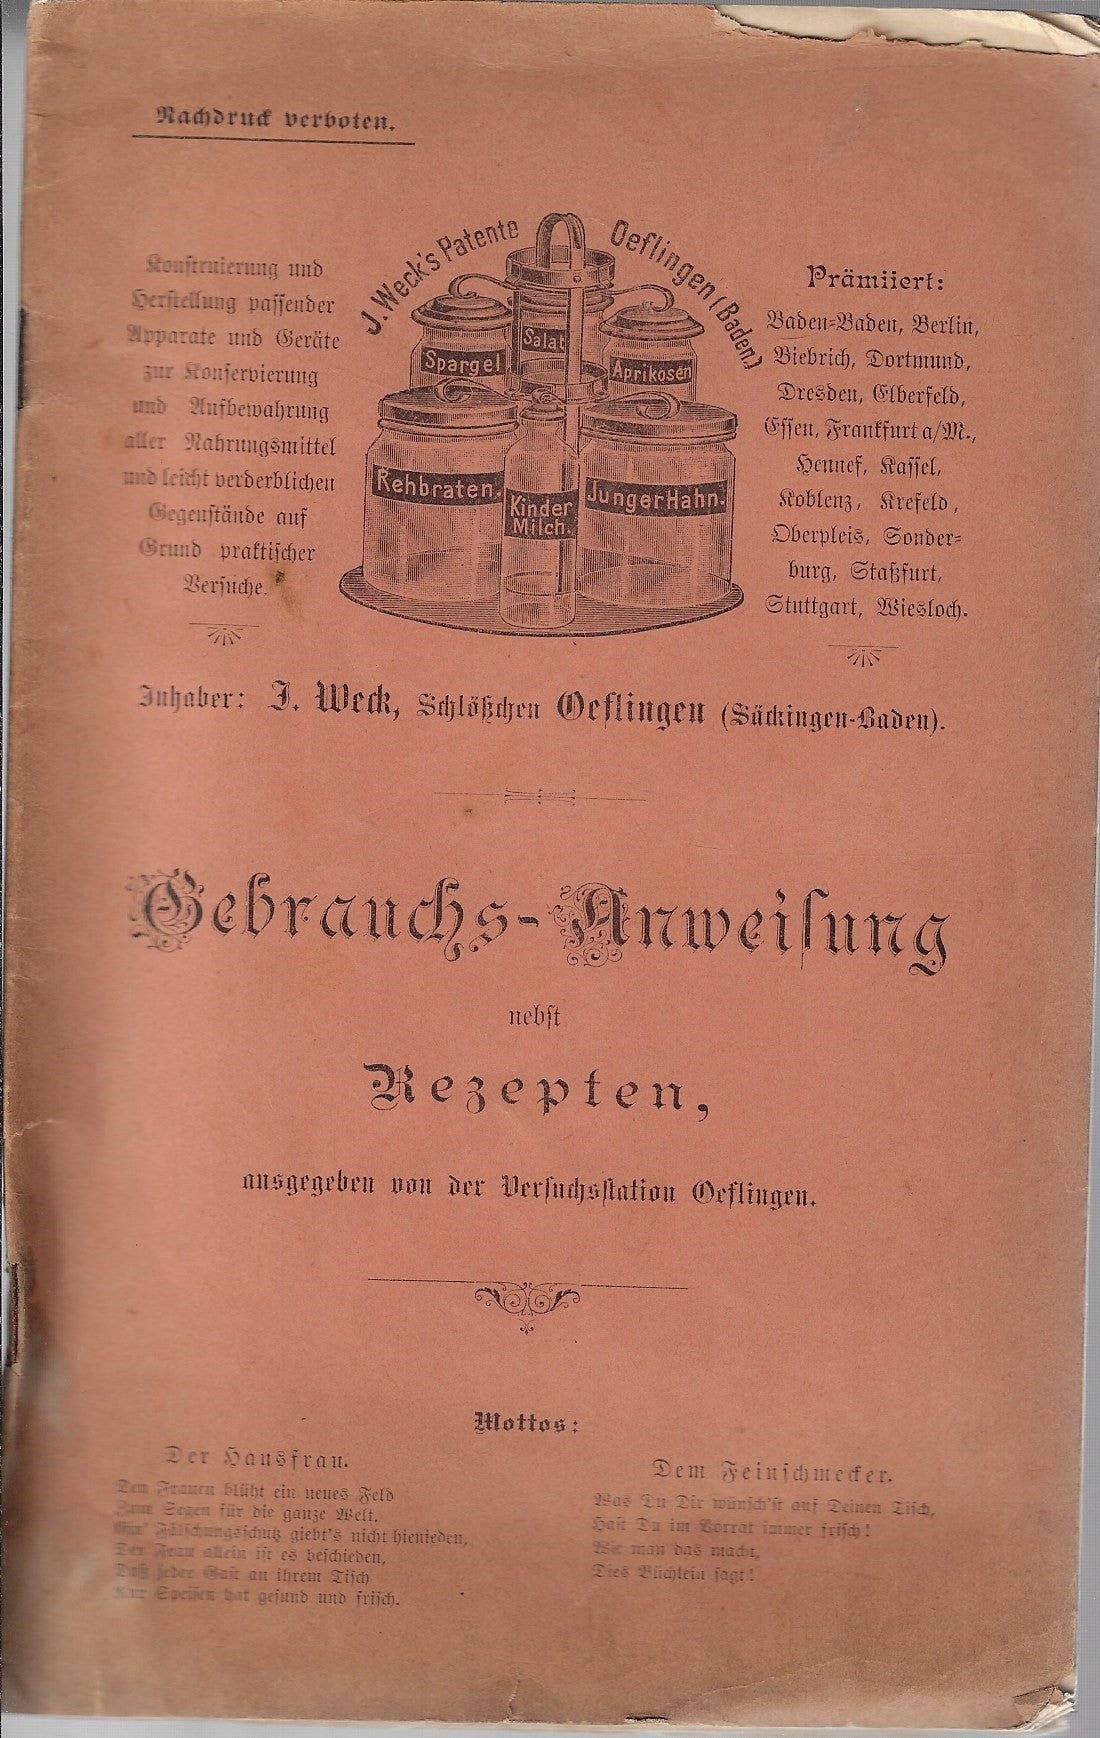 Nachdruck verboten.
Konstruierung und
Herstellung passender
Apparate und Geräte
zur Konservierung
und Aufbewahrung
aller Nahrungsmittel
und leicht verderblichen
Gegenstände auf
Grund praktischer
Versuche.
J. Weck's Patente Oeflingen (Baden)
Salat
Spargel
Aprikosen
Rehbraten.
Kinder
Milch.
Junger Hahn.
Prämiiert:
Baden-Baden, Berlin,
Biebrich, Dortmund,
Dresden, Elberfeld,
Essen, Frankfurt a/M.,
Hennef, Kassel,
Koblenz, Krefeld,
Oberpleis, Sonder-
burg, Staßfurt,
Stuttgart, Wiesloch.
Inhaber: J. Weck, Schlößchen Oeflingen (Säckingen-Baden).
Gebrauchs-Anweisung
nebst
Rezepten,
ausgegeben von der Versuchsstation Oeflingen.
Mottos:
Der Hausfrau.
Den Frauen blüht ein neues Feld
Zum Segen für die ganze Welt.
Ein' Fälschungsschutz giebt's nicht hienieden,
Der Frau allein ist es beschieden,
Daß jeder Gast an ihrem Tisch
Nur Speisen hat gesund und frisch.
Dem Feinschmecker.
Was Du Dir wünsch'st auf Deinen Tisch,
Hast Du im Vorrat immer frisch!
Wie man das macht,
Dies Büchlein sagt!